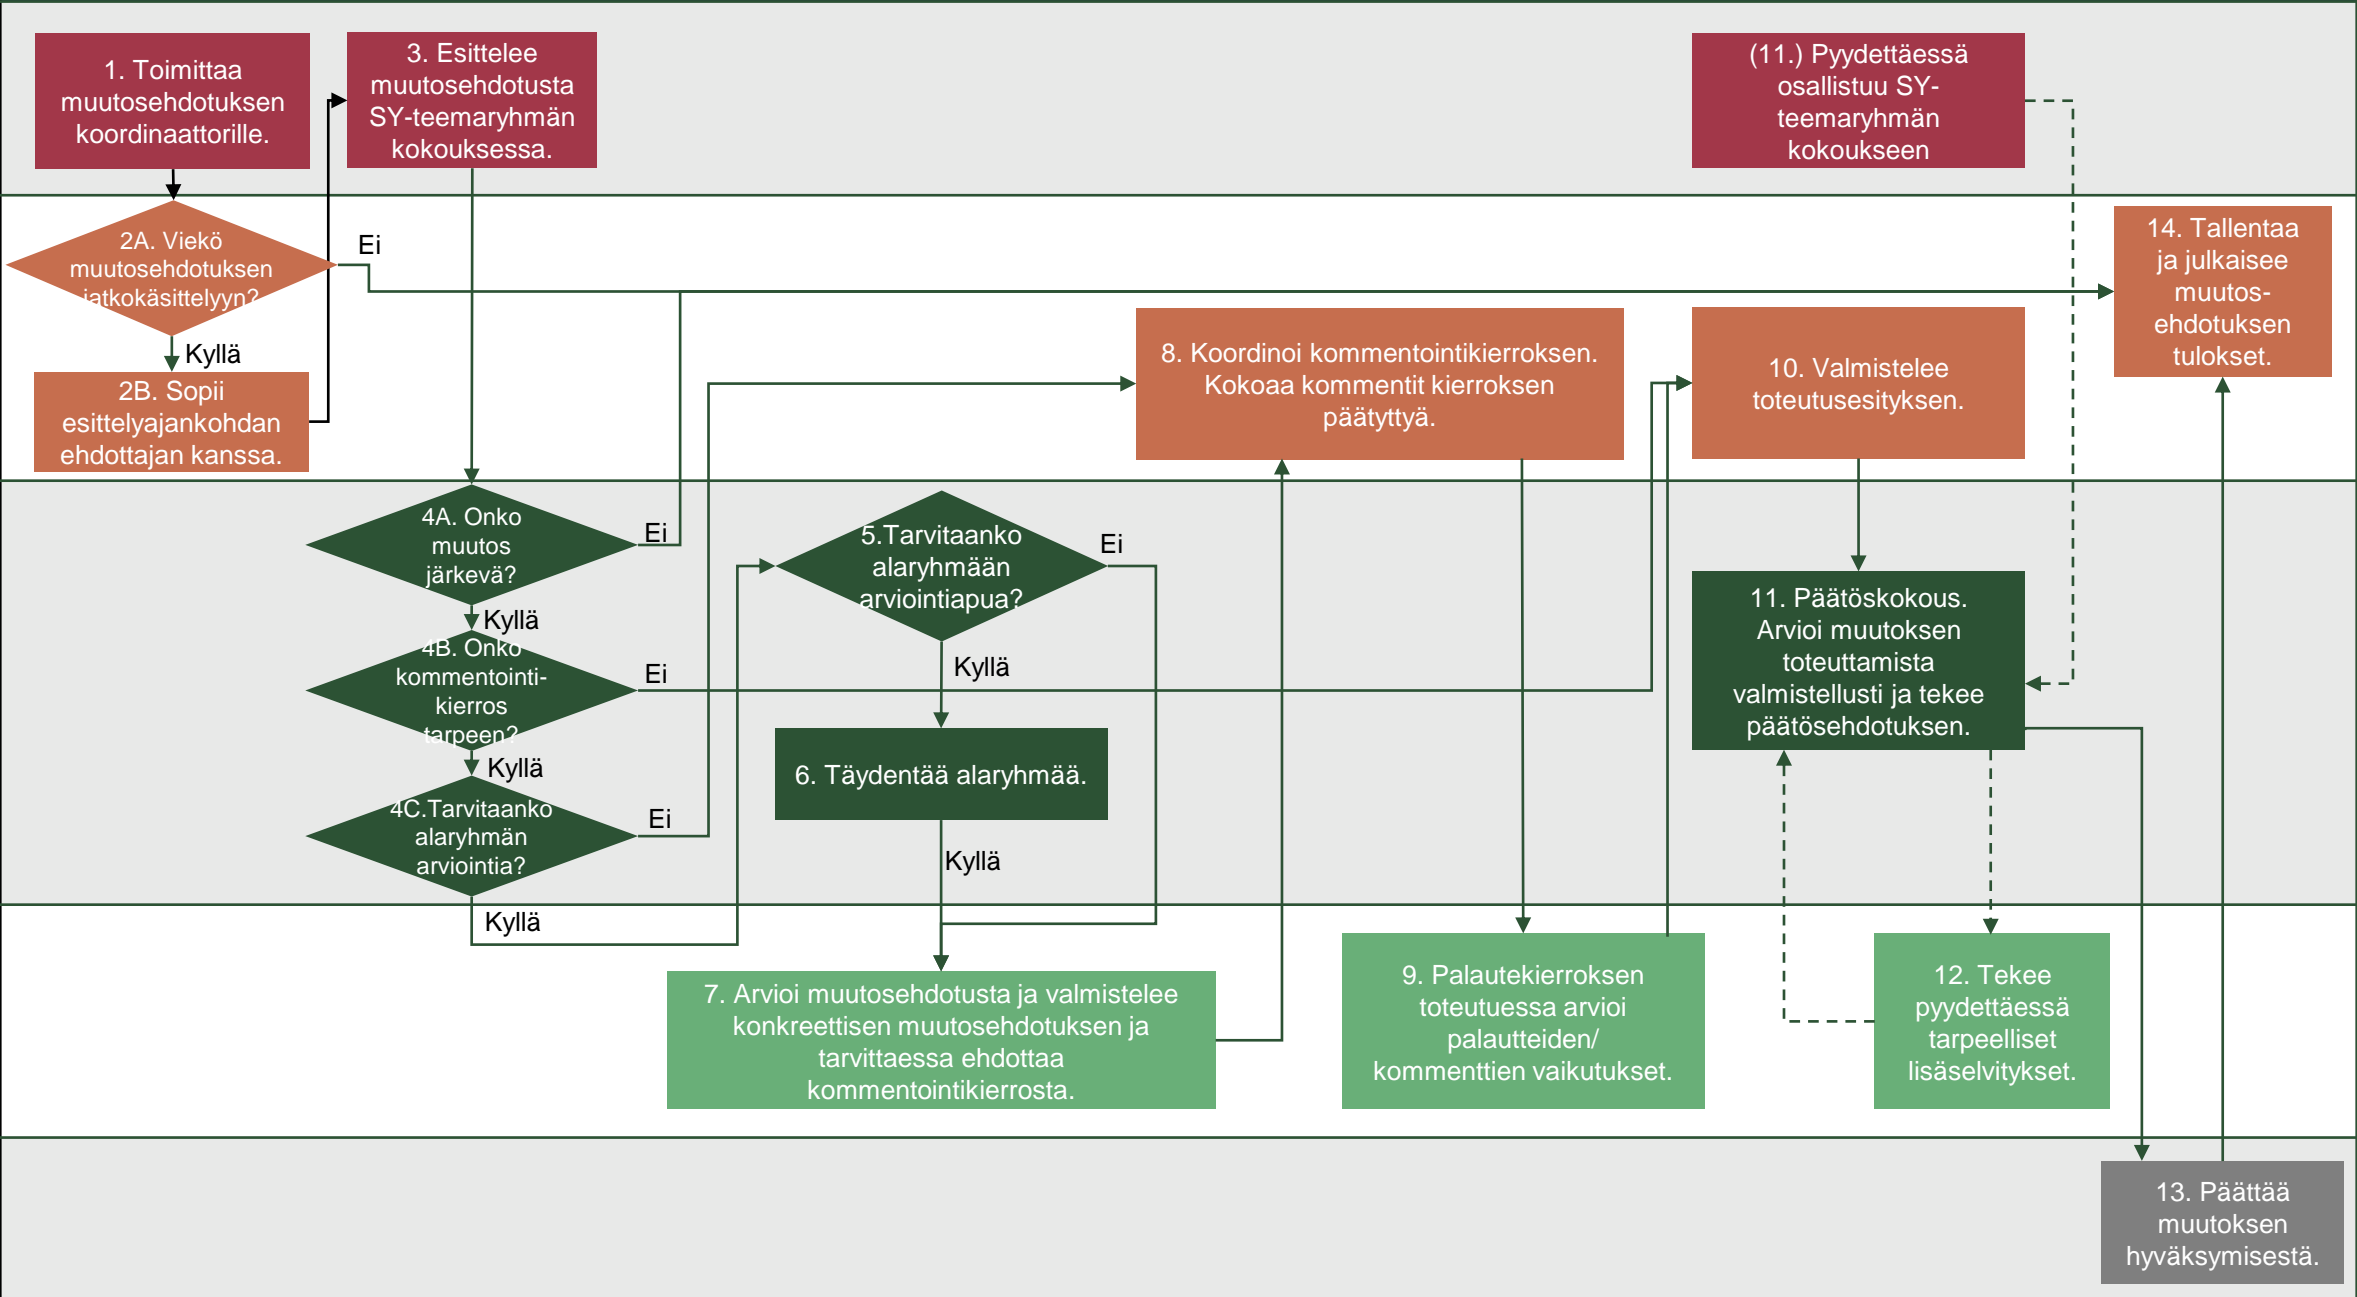 1. Toimittaa
muutosehdotuksen
koordinaattorille.
3. Esittelee
muutosehdotusta
SY-teemaryhmän
kokouksessa.
(11.) Pyydettäessä
osallistuu SY-
teemaryhmän
kokoukseen
2A. Viekö
muutosehdotuksen
jatkokäsittelyyn?
Ei
Kyllä
2B. Sopii
esittelyajankohdan
ehdottajan kanssa.
8. Koordinoi kommentointikierroksen.
Kokoaa kommentit kierroksen
päätyttyä.
10. Valmistelee
toteutusesityksen.
14. Tallentaa
ja julkaisee
muutos-
ehdotuksen
tulokset.
4A. Onko
muutos
järkevä?
Ei
Kyllä
4B. Onko
kommentointi-
kierros
tarpeen?
Ei
Kyllä
4C.Tarvitaanko
alaryhmän
arviointia?
Ei
Kyllä
5.Tarvitaanko
alaryhmään
arviointiapua?
Ei
Kyllä
6. Täydentää alaryhmää.
Kyllä
11. Päätöskokous.
Arvioi muutoksen
toteuttamista
valmistellusti ja tekee
päätösehdotuksen.
7. Arvioi muutosehdotusta ja valmistelee
konkreettisen muutosehdotuksen ja
tarvittaessa ehdottaa
kommentointikierrosta.
9. Palautekierroksen
toteutuessa arvioi
palautteiden/
kommenttien vaikutukset.
12. Tekee
pyydettäessä
tarpeelliset
lisäselvitykset.
13. Päättää
muutoksen
hyväksymisestä.